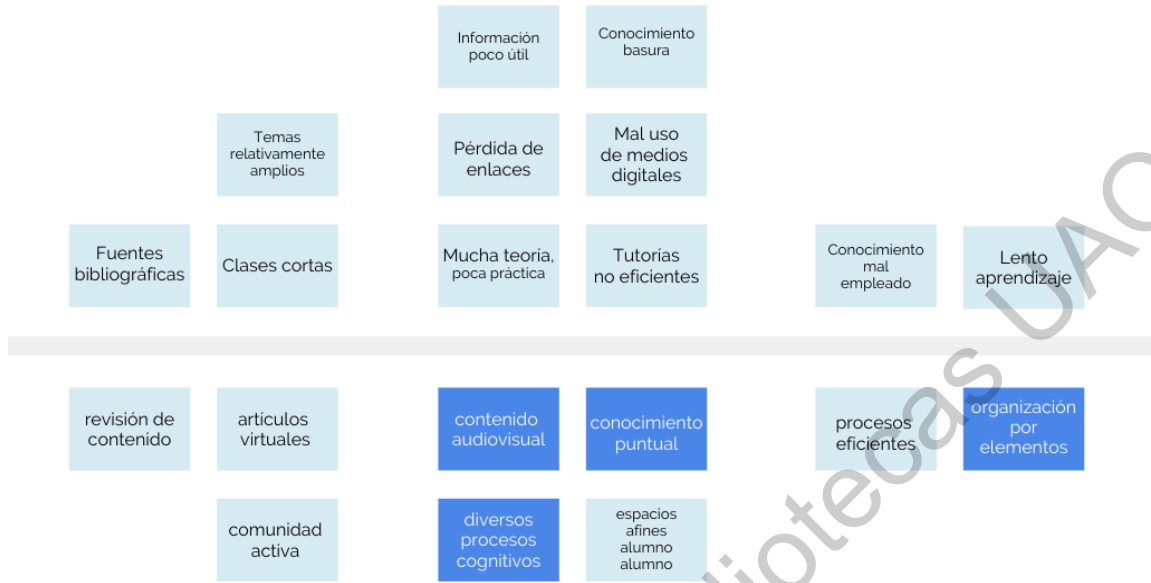 Información
poco útil
Conocimiento
basura
Temas
relativamente
amplios
Pérdida de
enlaces
Mal uso
de medios
digitales
Fuentes
bibliográficas
Clases cortas
Mucha teoría,
poca práctica
Tutorías
no eficientes
Conocimiento
mal
empleado
Lento
aprendizaje
revisión de
contenido
artículos
virtuales
contenido
audiovisual
conocimiento
puntual
procesos
eficientes
organización
por
elementos
comunidad
activa
diversos
procesos
cognitivos
espacios
afines
alumno
alumno